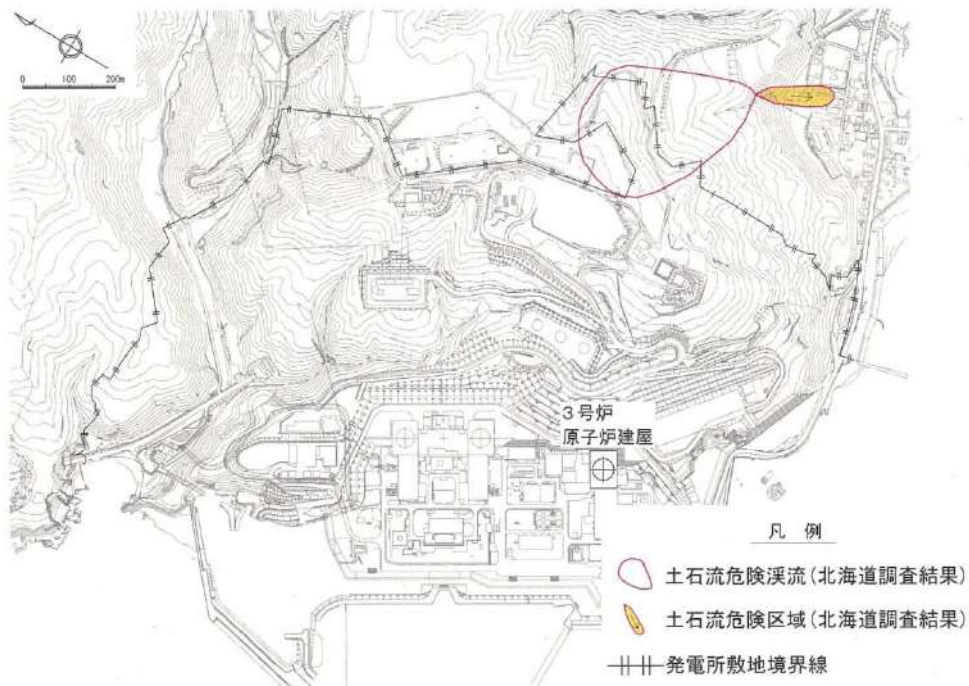 0 100 200m
3号炉
原子炉建屋
凡 例
土石流危険渓流(北海道調査結果)
土石流危険区域(北海道調査結果)
発電所敷地境界線